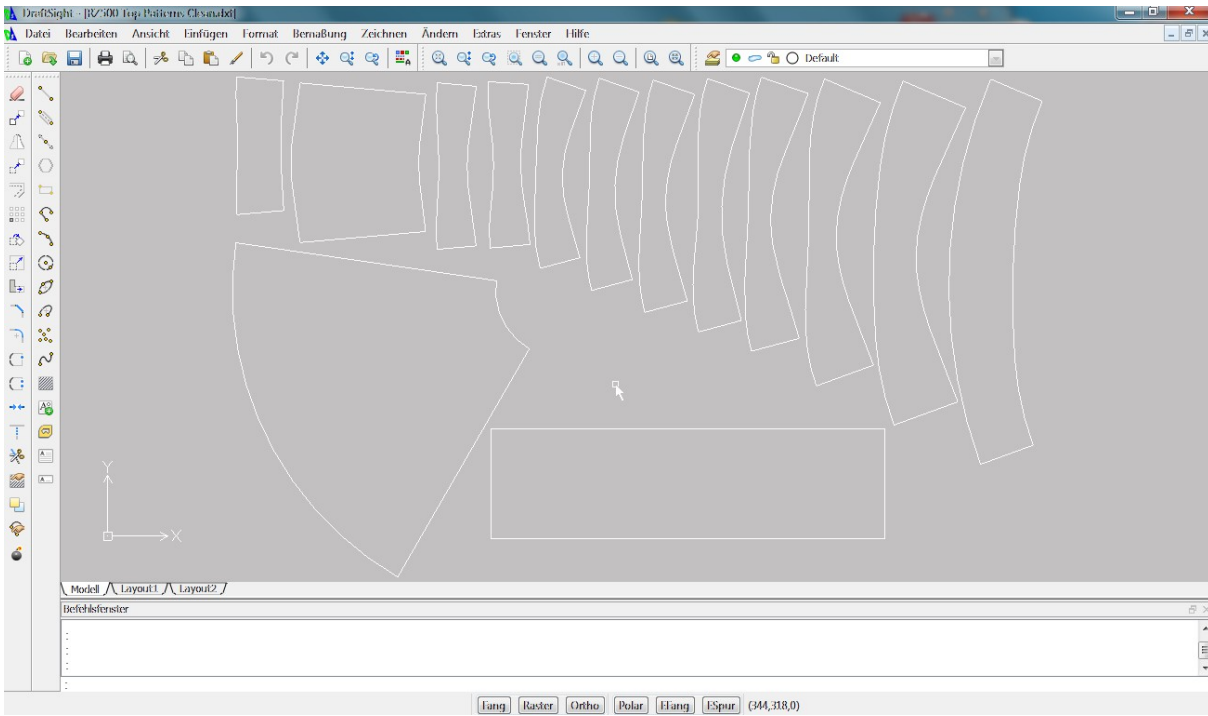 DraftSight - [RZ500 Top Patterns Clean.dxf]
Datei Bearbeiten Ansicht Einfügen Format Bemaßung Zeichnen Ändern Extras Fenster Hilfe
Default
Y
X
Modell Layout1 Layout2
Befehlsfenster
:
:
:
:
Fang Raster Ortho Polar EFang ESpur (344,318,0)